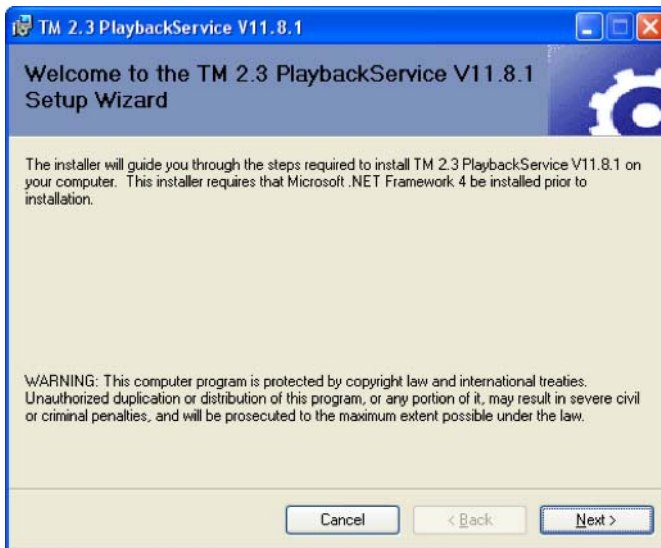 TM 2.3 PlaybackService V11.8.1
Welcome to the TM 2.3 PlaybackService V11.8.1
Setup Wizard
The installer will guide you through the steps required to install TM 2.3 PlaybackService V11.8.1 on
your computer. This installer requires that Microsoft .NET Framework 4 be installed prior to
installation.
WARNING: This computer program is protected by copyright law and international treaties.
Unauthorized duplication or distribution of this program, or any portion of it, may result in severe civil
or criminal penalties, and will be prosecuted to the maximum extent possible under the law.
Cancel
< Back
Next >